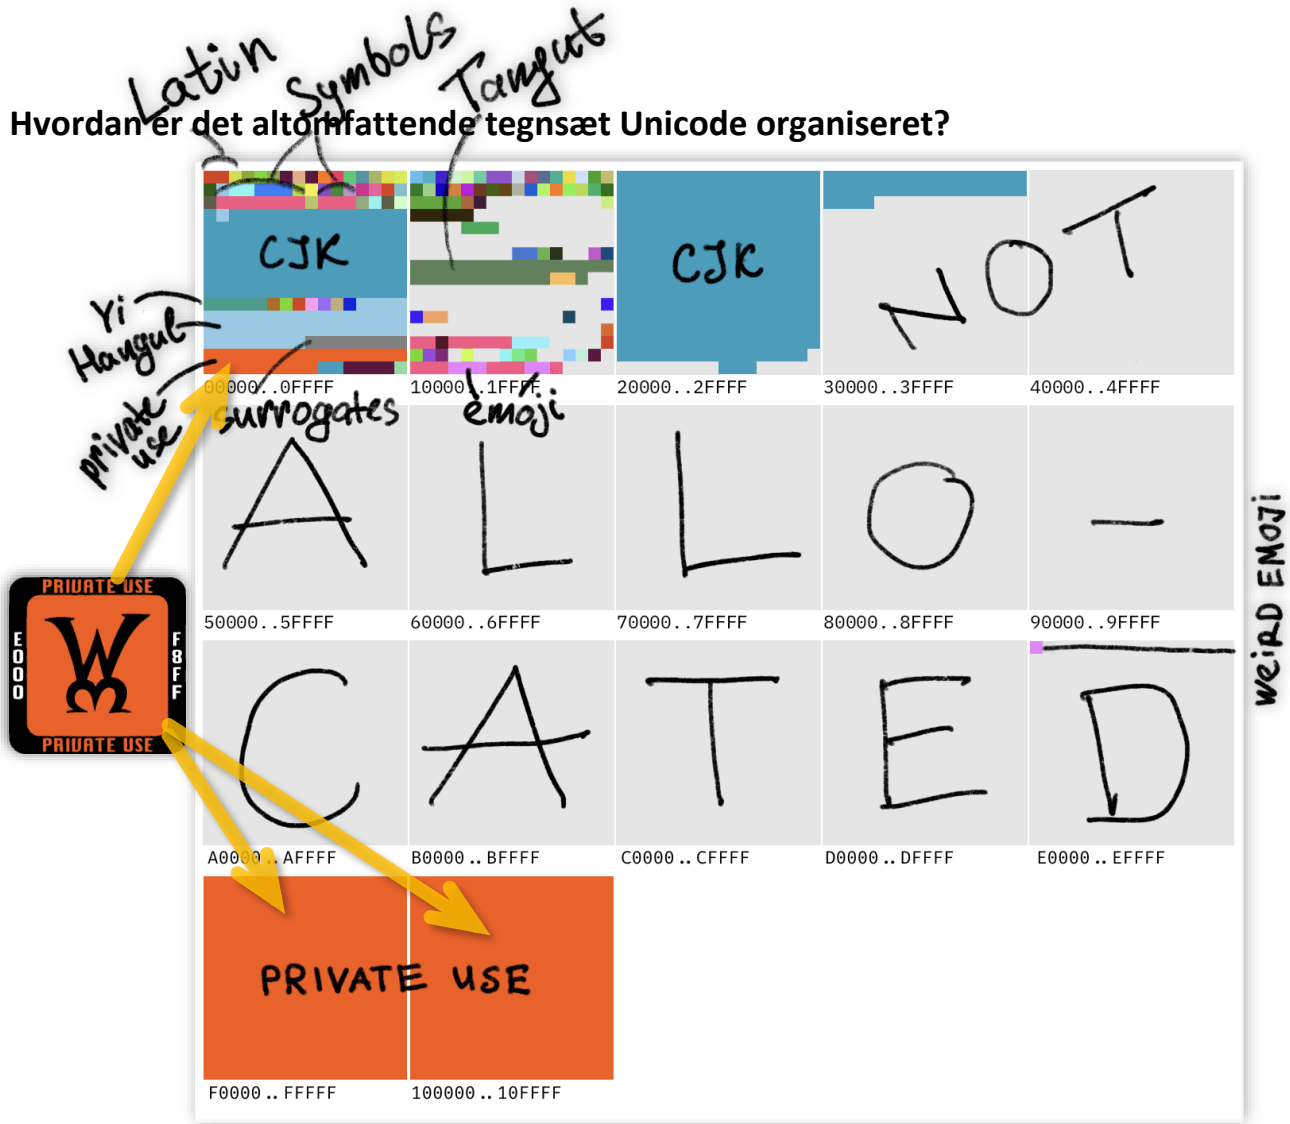 Latin Symbols Tangut
Hvordan er det altomfattende tegnsæt Unicode organiseret?
CJK CJK NOT
Yi
Hangul
private use
00000..0FFFF 10000..1FFFF 20000..2FFFF 30000..3FFFF 40000..4FFFF
surrogates emoji
A L L O -
WEIRD EMOJI
50000..5FFFF 60000..6FFFF 70000..7FFFF 80000..8FFFF 90000..9FFFF
PRIVATE USE
E000 F8FF
PRIVATE USE
C A T E D
A0000..AFFFF B0000..BFFFF C0000..CFFFF D0000..DFFFF E0000..EFFFF
PRIVATE USE
F0000..FFFFF 100000..10FFFF